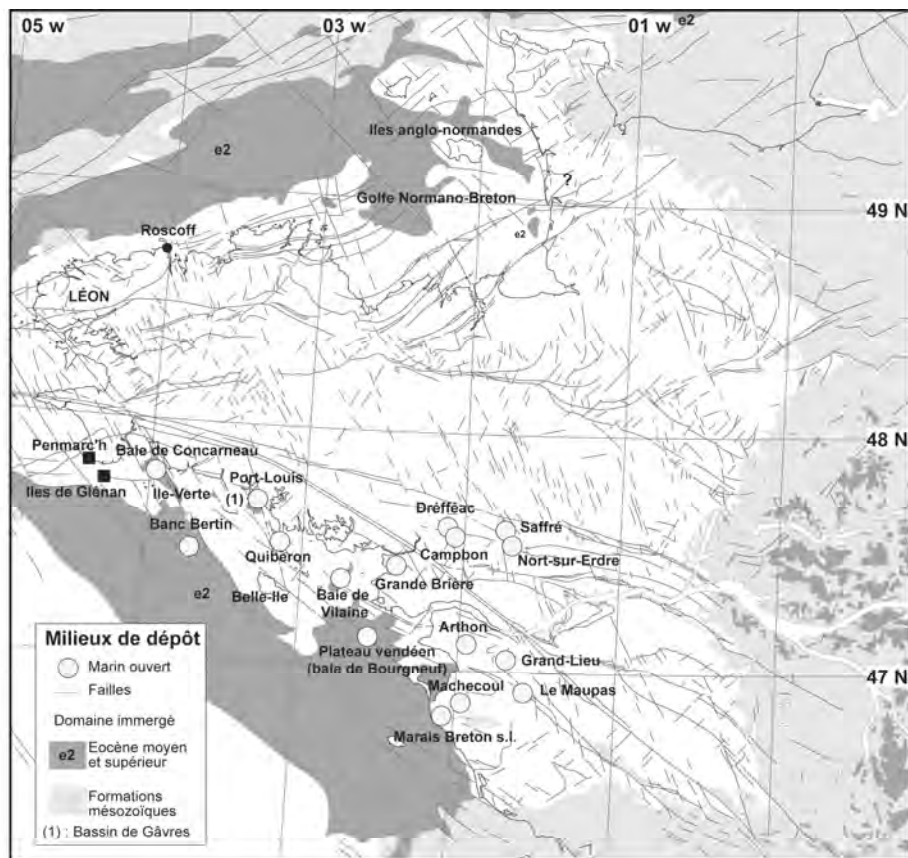 05 w
03 w
01 w
e2
Iles anglo-normandes
e2
?
Golfe Normano-Breton
49 N
e2
Roscoff
LÉON
48 N
Penmarc'h
Baie de Concarneau
Port-Louis
Iles de Glénan
Ile-Verte
(1)
Dréfféac
Saffré
Banc Bertin
Campbon
Nort-sur-Erdre
Quiberon
Grande Brière
e2
Belle-Ile
Baie de
Vilaine
Arthon
Plateau vendéen
(baie de Bourgneuf)
Grand-Lieu
47 N
Machecoul
Le Maupas
Marais Breton s.l.
Milieux de dépôt
Marin ouvert
Failles
Domaine immergé
e2
Eocène moyen
et supérieur
Formations
mésozoïques
(1) : Bassin de Gâvres